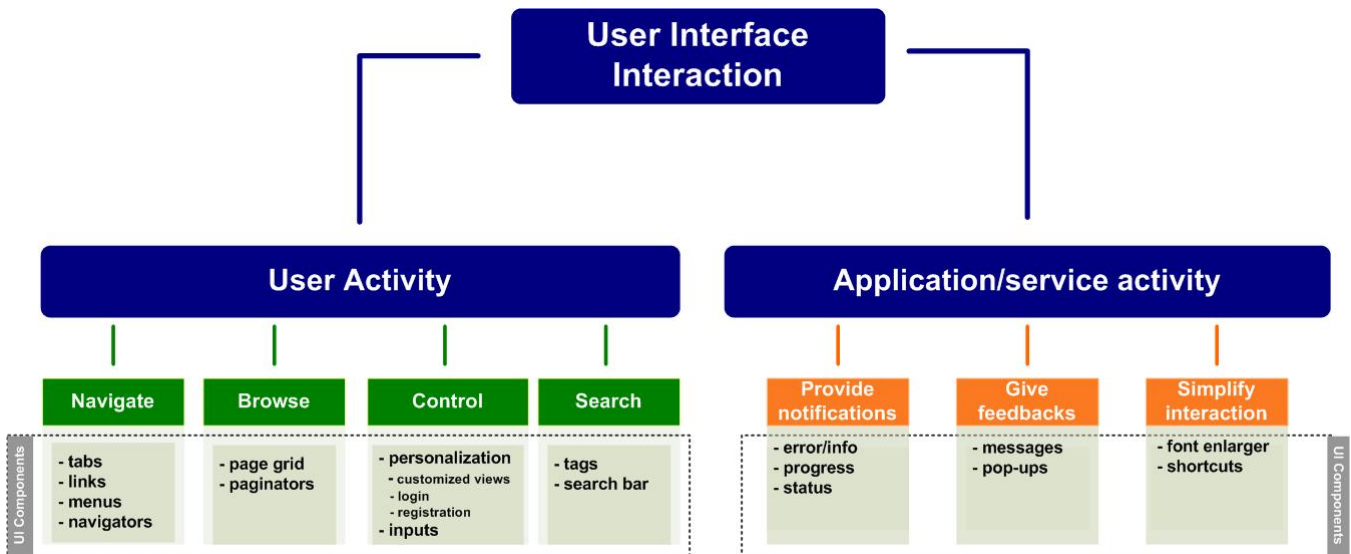 User Interface
Interaction
User Activity
Application/service activity
Navigate
Browse
Control
Search
Provide
notifications
Give
feedbacks
Simplify
interaction
UI Components
- tabs
- links
- menus
- navigators
- page grid
- paginators
- personalization
- customized views
- login
- registration
- inputs
- tags
- search bar
- error/info
- progress
- status
- messages
- pop-ups
- font enlarger
- shortcuts
UI Components